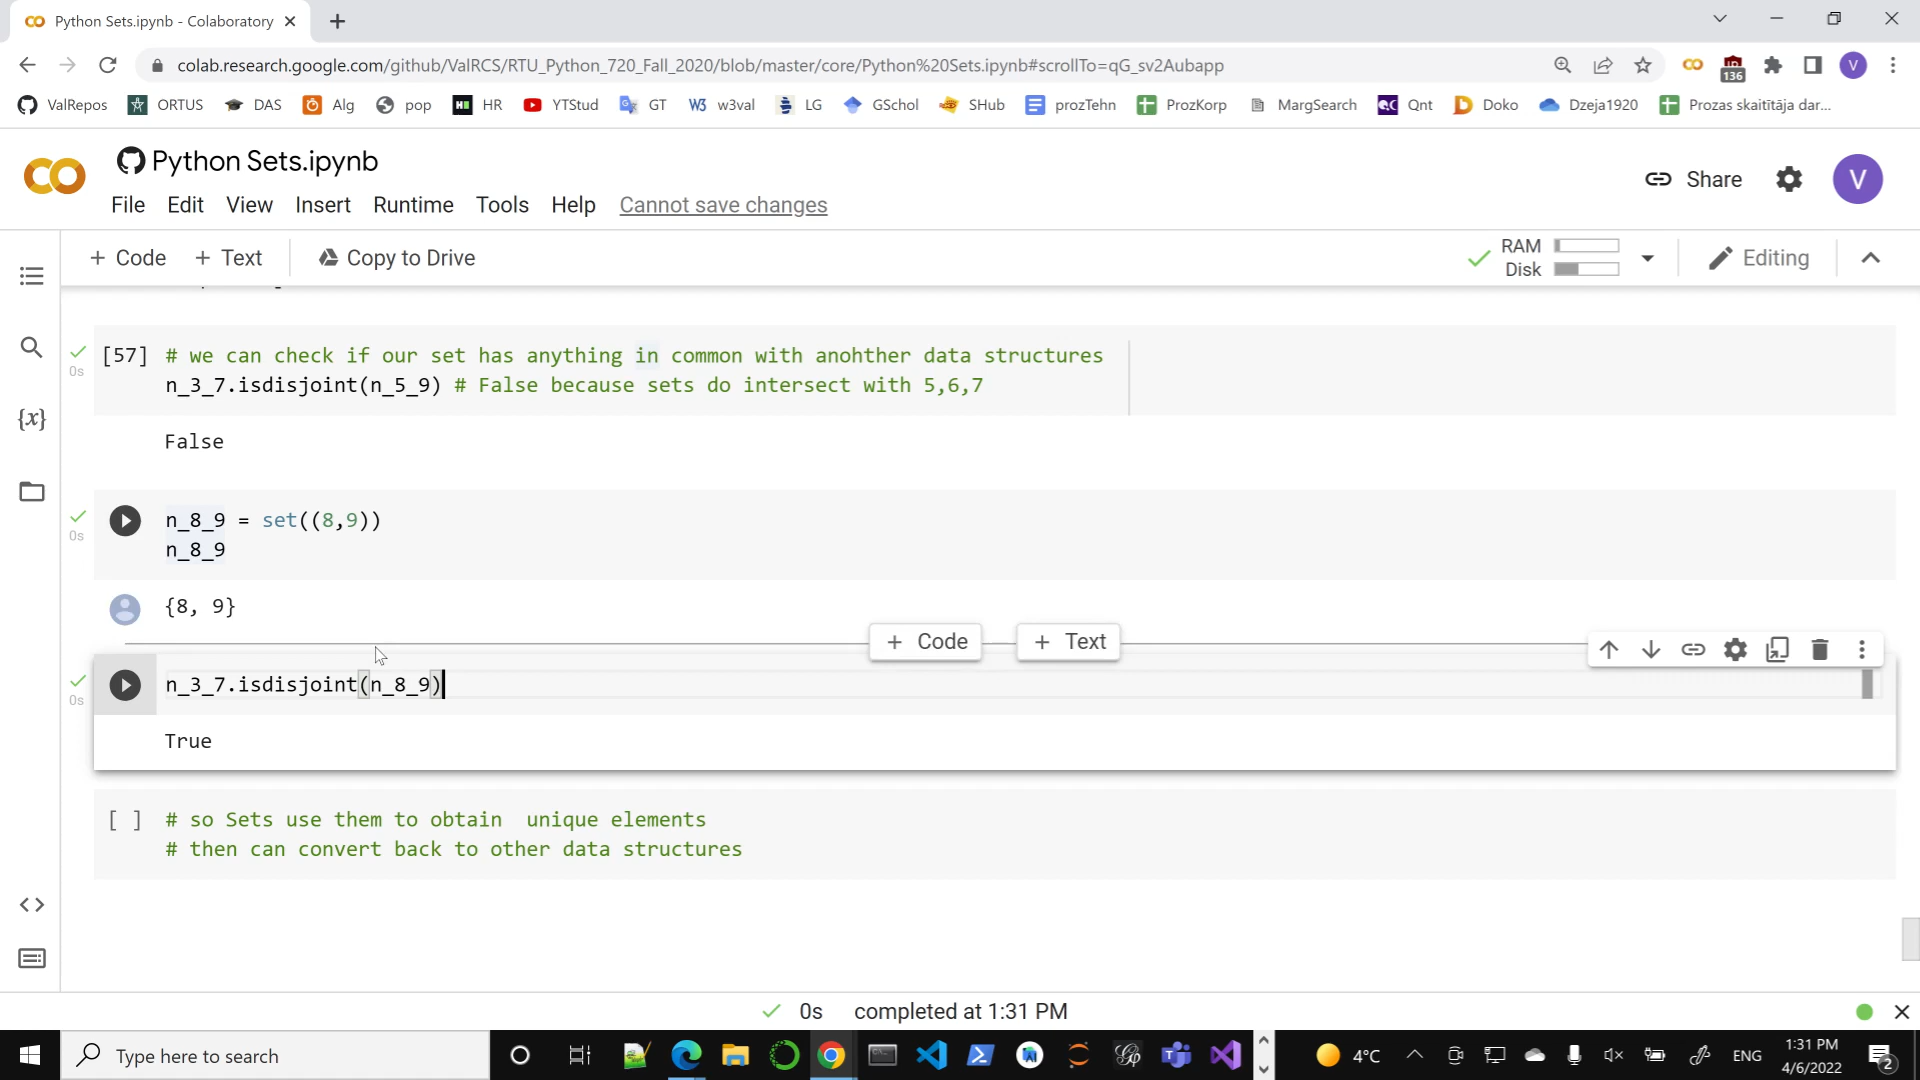 Python Sets.ipynb - Colaboratory
colab.research.google.com/github/ValRCS/RTU_Python_720_Fall_2020/blob/master/core/Python%20Sets.ipynb#scrollTo=qG_sv2Aubapp
136
V
ValRepos ORTUS DAS Alg pop HR YTStud GT W3 w3val LG GSchol SHub prozTehn ProzKorp MargSearch Qnt Doko Dzeja1920 Prozas skaitītāja dar...
Python Sets.ipynb
Share
V
File Edit View Insert Runtime Tools Help Cannot save changes
+ Code + Text Copy to Drive
RAM
Disk
Editing
[57] # we can check if our set has anything in common with anohther data structures
0s
n_3_7.isdisjoint(n_5_9) # False because sets do intersect with 5,6,7
False
{x}
n_8_9 = set((8,9))
0s
n_8_9
{8, 9}
+ Code + Text
n_3_7.isdisjoint(n_8_9)
0s
True
[ ] # so Sets use them to obtain  unique elements
# then can convert back to other data structures
0s completed at 1:31 PM
Type here to search
4°C
ENG
1:31 PM
4/6/2022
2